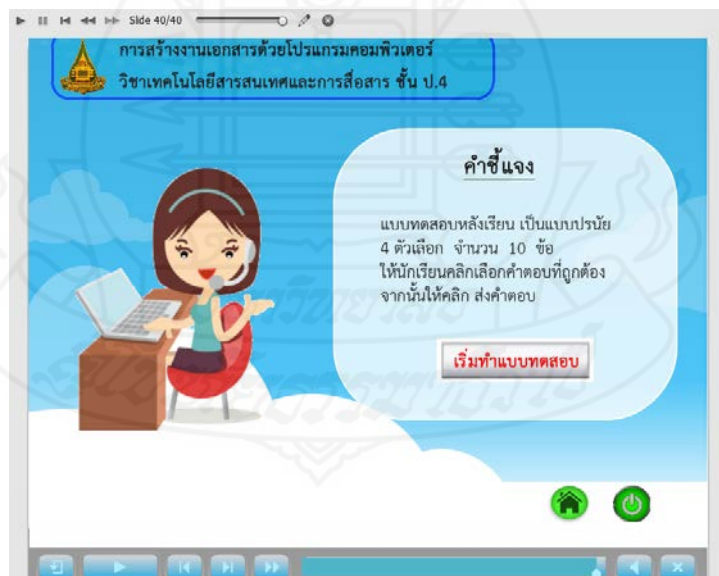 Slide 40/40
การสร้างงานเอกสารด้วยโปรแกรมคอมพิวเตอร์
วิชาเทคโนโลยีสารสนเทศและการสื่อสาร ชั้น ป.4
คำชี้แจง
แบบทดสอบหลังเรียน เป็นแบบปรนัย
4 ตัวเลือก จำนวน 10 ข้อ
ให้นักเรียนคลิกเลือกคำตอบที่ถูกต้อง
จากนั้นให้คลิก ส่งคำตอบ
เริ่มทำแบบทดสอบ